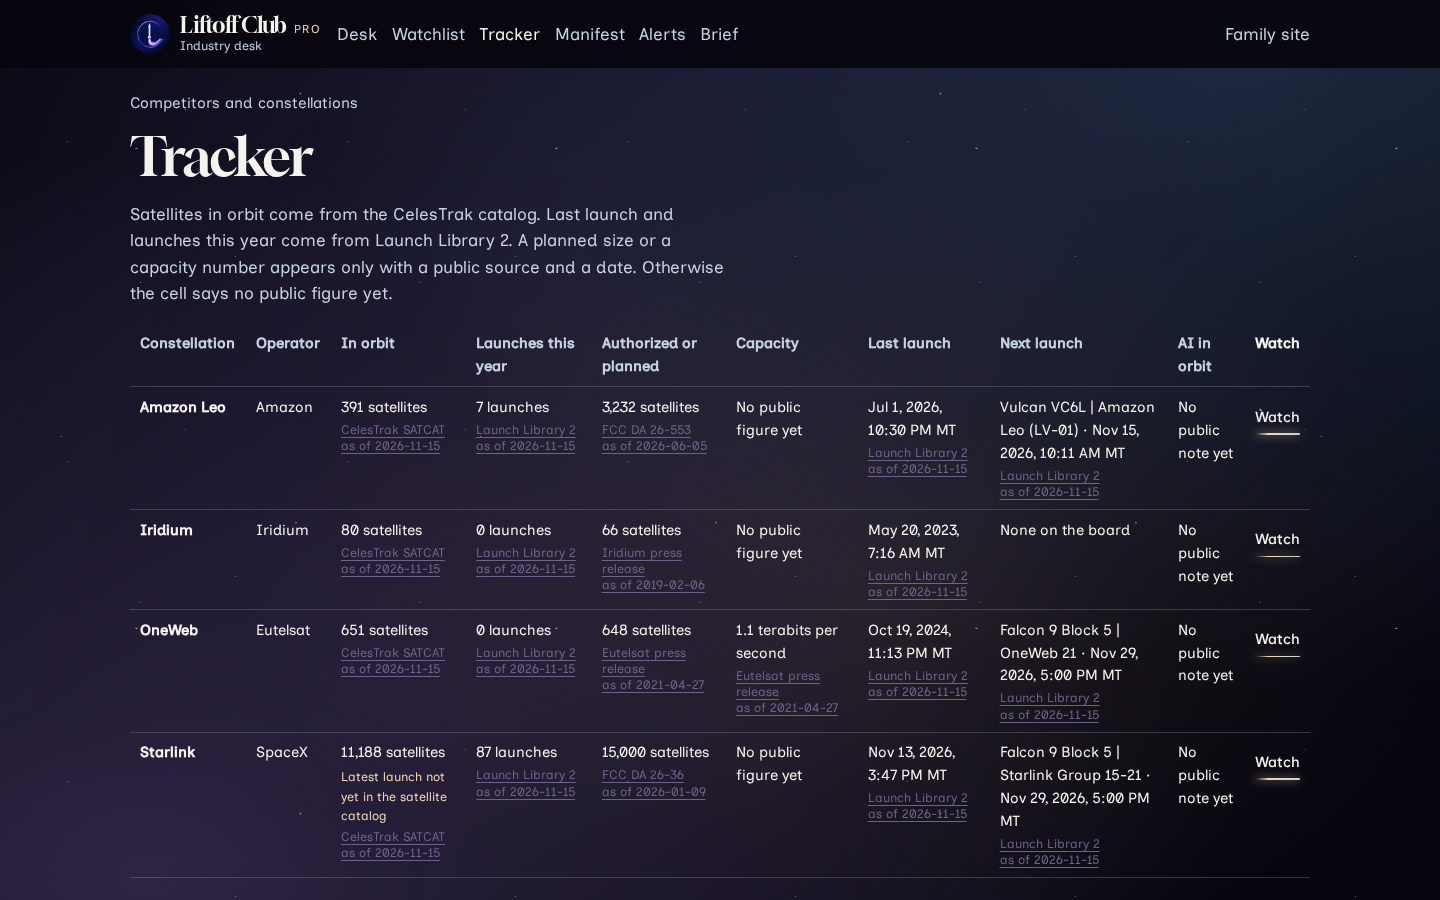 Liftoff Club PRO
Industry desk
Desk Watchlist Tracker Manifest Alerts Brief
Family site
Competitors and constellations
Tracker
Satellites in orbit come from the CelesTrak catalog. Last launch and
launches this year come from Launch Library 2. A planned size or a
capacity number appears only with a public source and a date. Otherwise
the cell says no public figure yet.
Constellation
Operator
In orbit
Launches this
year
Authorized or
planned
Capacity
Last launch
Next launch
AI in
orbit
Watch
Amazon Leo
Amazon
391 satellites
CelesTrak SATCAT
as of 2026-11-15
7 launches
Launch Library 2
as of 2026-11-15
3,232 satellites
FCC DA 26-553
as of 2026-06-05
No public
figure yet
Jul 1, 2026,
10:30 PM MT
Launch Library 2
as of 2026-11-15
Vulcan VC6L | Amazon
Leo (LV-01) · Nov 15,
2026, 10:11 AM MT
Launch Library 2
as of 2026-11-15
No
public
note yet
Watch
Iridium
Iridium
80 satellites
CelesTrak SATCAT
as of 2026-11-15
0 launches
Launch Library 2
as of 2026-11-15
66 satellites
Iridium press
release
as of 2019-02-06
No public
figure yet
May 20, 2023,
7:16 AM MT
Launch Library 2
as of 2026-11-15
None on the board
No
public
note yet
Watch
OneWeb
Eutelsat
651 satellites
CelesTrak SATCAT
as of 2026-11-15
0 launches
Launch Library 2
as of 2026-11-15
648 satellites
Eutelsat press
release
as of 2021-04-27
1.1 terabits per
second
Eutelsat press
release
as of 2021-04-27
Oct 19, 2024,
11:13 PM MT
Launch Library 2
as of 2026-11-15
Falcon 9 Block 5 |
OneWeb 21 · Nov 29,
2026, 5:00 PM MT
Launch Library 2
as of 2026-11-15
No
public
note yet
Watch
Starlink
SpaceX
11,188 satellites
Latest launch not
yet in the satellite
catalog
CelesTrak SATCAT
as of 2026-11-15
87 launches
Launch Library 2
as of 2026-11-15
15,000 satellites
FCC DA 26-36
as of 2026-01-09
No public
figure yet
Nov 13, 2026,
3:47 PM MT
Launch Library 2
as of 2026-11-15
Falcon 9 Block 5 |
Starlink Group 15-21 ·
Nov 29, 2026, 5:00 PM
MT
Launch Library 2
as of 2026-11-15
No
public
note yet
Watch